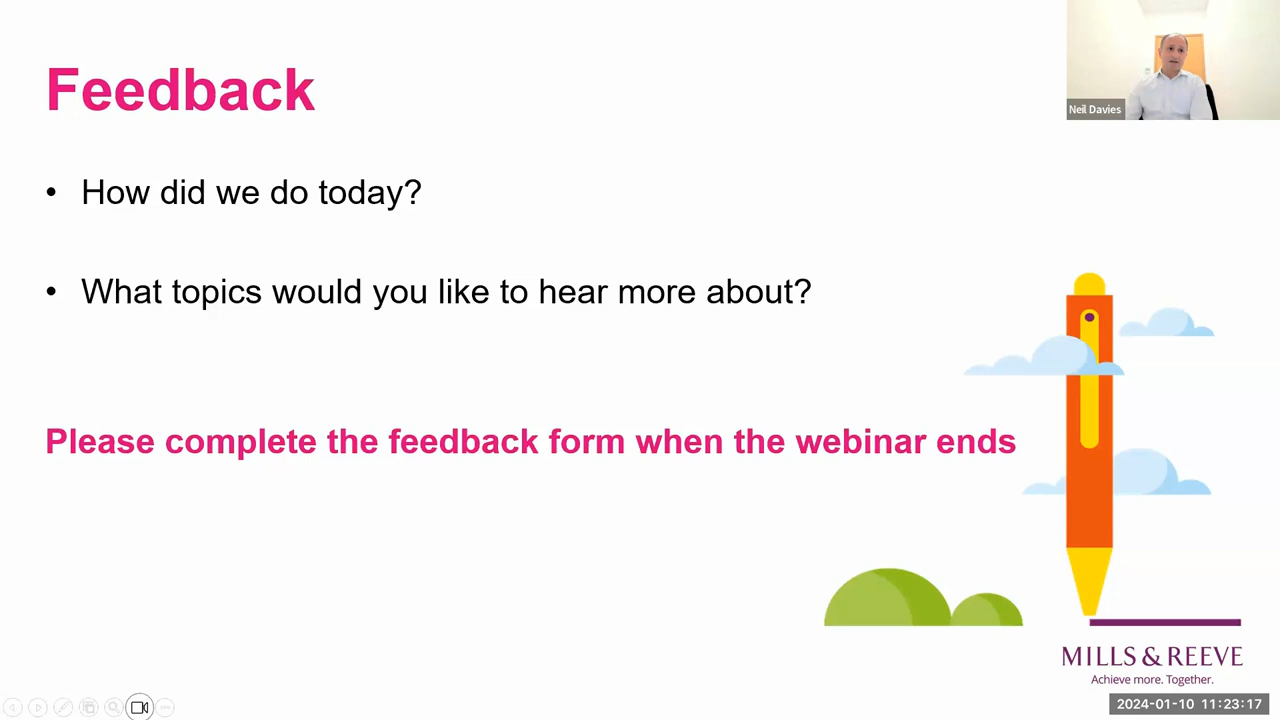 Feedback
Neil Davies
• How did we do today?
• What topics would you like to hear more about?
Please complete the feedback form when the webinar ends
MILLS & REEVE
Achieve more. Together.
2024-01-10 11:23:17